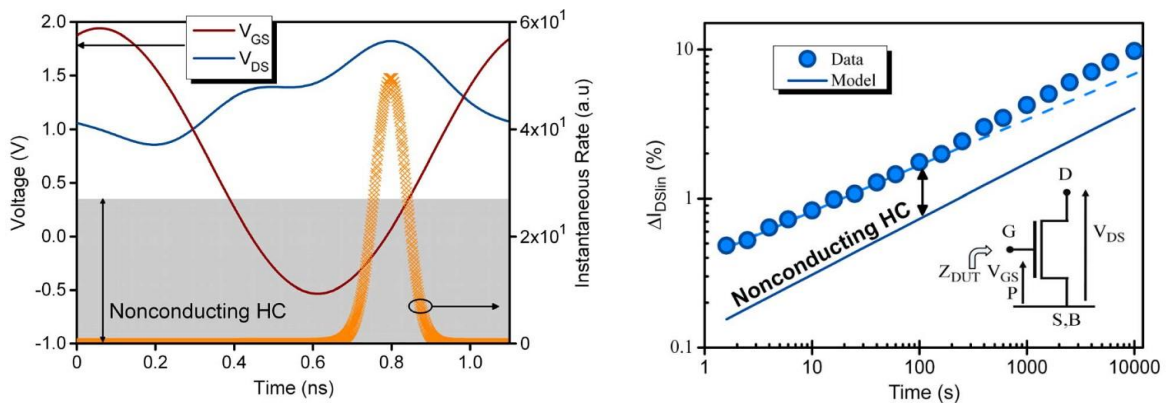 2.0
1.5
1.0
0.5
0.0
-0.5
-1.0
Voltage (V)
V_GS
V_DS
Nonconducting HC
6x10^1
4x10^1
2x10^1
0
Instantaneous Rate (a.u)
0.0 0.2 0.4 0.6 0.8 1.0
Time (ns)
10
1
0.1
ΔI_DSlin (%)
Data
Model
Nonconducting HC
D
G
V_DS
Z_DUT V_GS
P
S,B
1 10 100 1000 10000
Time (s)